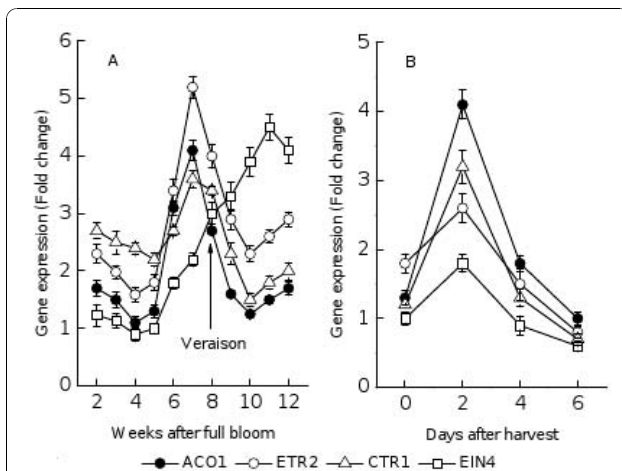 A
B
Gene expression (Fold change)
6
5
4
3
2
1
0
Veraison
2 4 6 8 10 12
Weeks after full bloom
Gene expression (Fold change)
5
4
3
2
1
0
0 2 4 6
Days after harvest
ACO1 ETR2 CTR1 EIN4